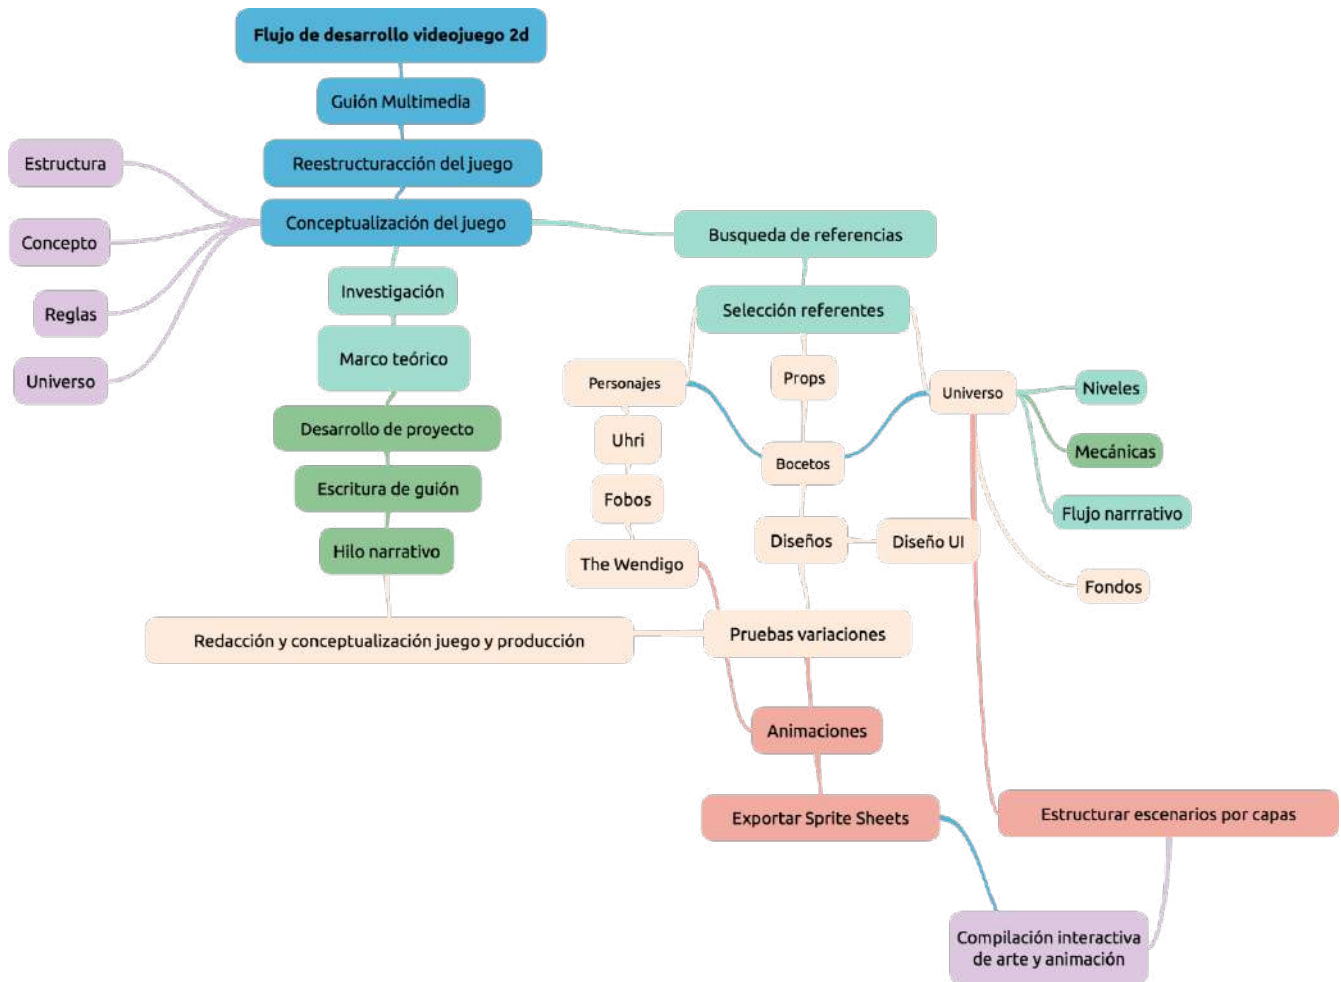 Flujo de desarrollo videojuego 2d
Guión Multimedia
Reestructuracción del juego
Conceptualización del juego
Estructura
Concepto
Reglas
Universo
Investigación
Marco teórico
Desarrollo de proyecto
Escritura de guión
Hilo narrativo
Redacción y conceptualización juego y producción
Busqueda de referencias
Selección referentes
Personajes
Props
Universo
Uhri
Fobos
The Wendigo
Bocetos
Diseños
Diseño UI
Pruebas variaciones
Niveles
Mecánicas
Flujo narrrativo
Fondos
Animaciones
Exportar Sprite Sheets
Estructurar escenarios por capas
Compilación interactiva
de arte y animación